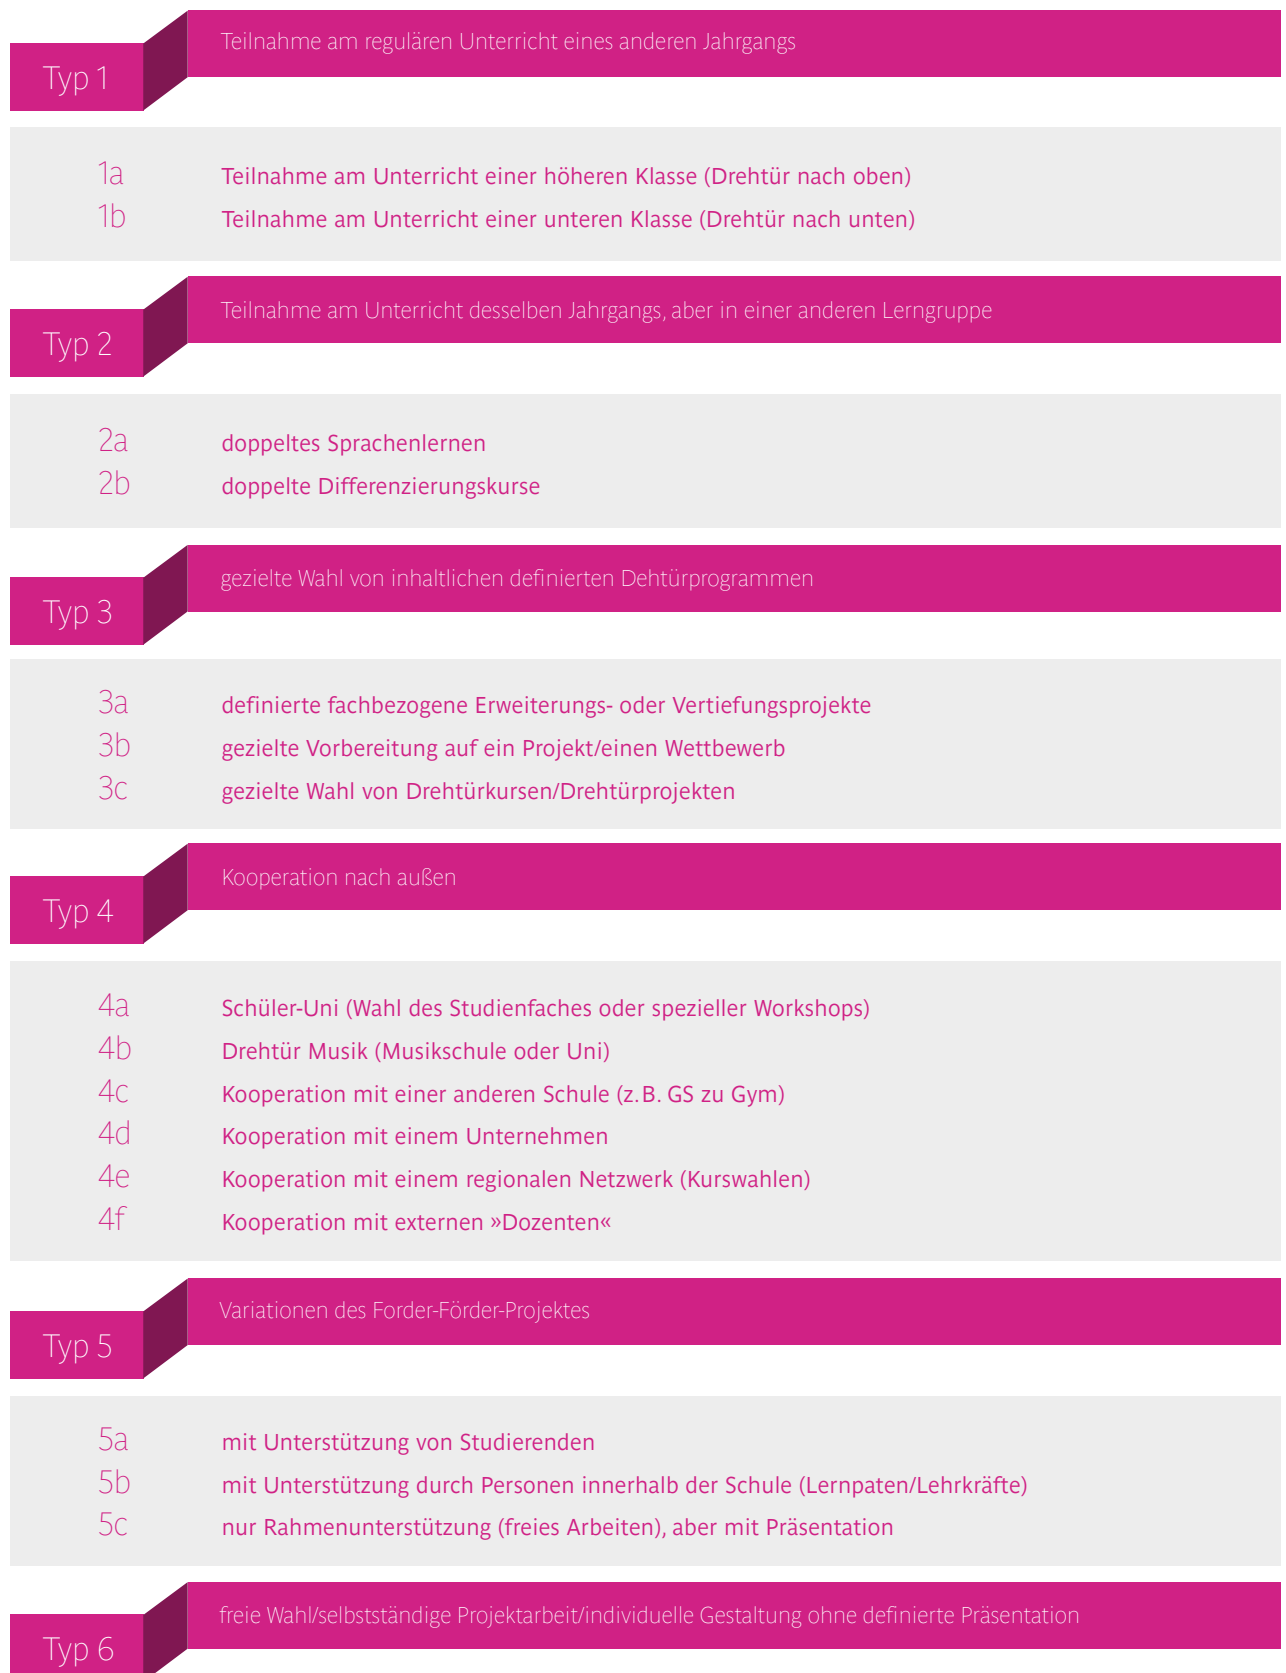 Teilnahme am regulären Unterricht eines anderen Jahrgangs
Typ 1
1a Teilnahme am Unterricht einer höheren Klasse (Drehtür nach oben)
1b Teilnahme am Unterricht einer unteren Klasse (Drehtür nach unten)
Teilnahme am Unterricht desselben Jahrgangs, aber in einer anderen Lerngruppe
Typ 2
2a doppeltes Sprachenlernen
2b doppelte Differenzierungskurse
gezielte Wahl von inhaltlichen definierten Dehtürprogrammen
Typ 3
3a definierte fachbezogene Erweiterungs- oder Vertiefungsprojekte
3b gezielte Vorbereitung auf ein Projekt/einen Wettbewerb
3c gezielte Wahl von Drehtürkursen/Drehtürprojekten
Kooperation nach außen
Typ 4
4a Schüler-Uni (Wahl des Studienfaches oder spezieller Workshops)
4b Drehtür Musik (Musikschule oder Uni)
4c Kooperation mit einer anderen Schule (z. B. GS zu Gym)
4d Kooperation mit einem Unternehmen
4e Kooperation mit einem regionalen Netzwerk (Kurswahlen)
4f Kooperation mit externen »Dozenten«
Variationen des Forder-Förder-Projektes
Typ 5
5a mit Unterstützung von Studierenden
5b mit Unterstützung durch Personen innerhalb der Schule (Lernpaten/Lehrkräfte)
5c nur Rahmenunterstützung (freies Arbeiten), aber mit Präsentation
freie Wahl/selbstständige Projektarbeit/individuelle Gestaltung ohne definierte Präsentation
Typ 6